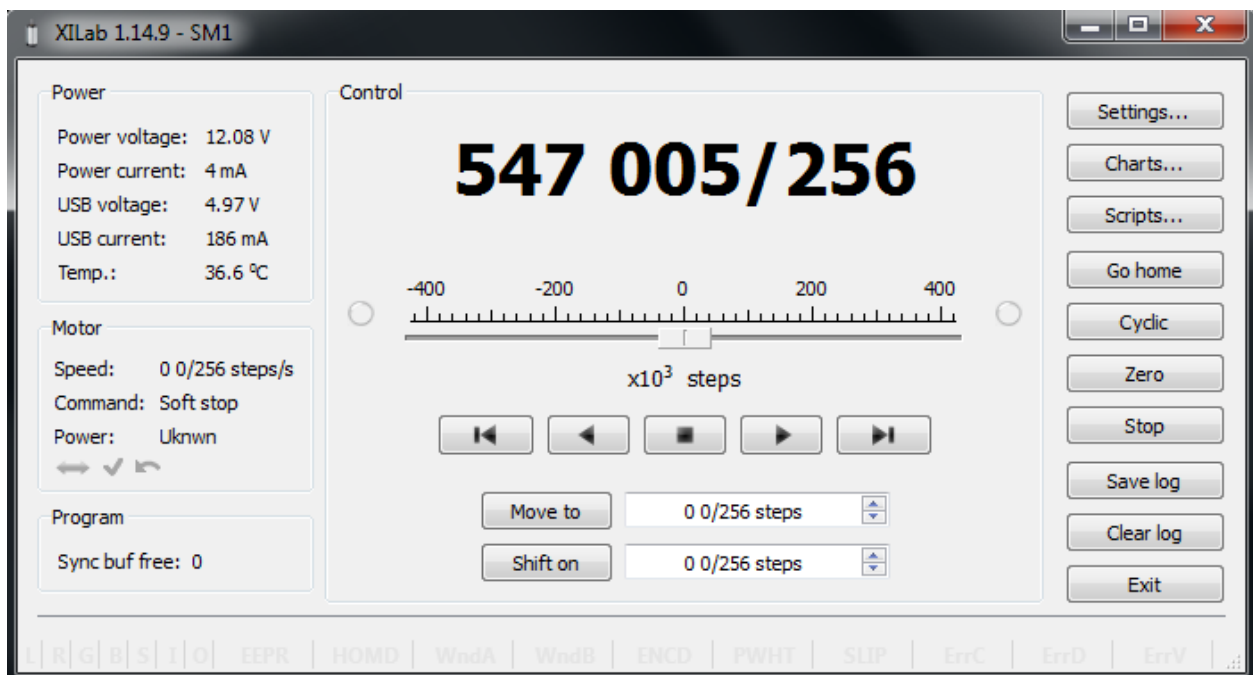 XILab 1.14.9 - SM1
Power
Power voltage: 12.08 V
Power current: 4 mA
USB voltage: 4.97 V
USB current: 186 mA
Temp.: 36.6 ºC
Motor
Speed: 0 0/256 steps/s
Command: Soft stop
Power: Uknwn
Program
Sync buf free: 0
Control
547 005/256
-400 -200 0 200 400
x10³ steps
Move to 0 0/256 steps
Shift on 0 0/256 steps
Settings...
Charts...
Scripts...
Go home
Cyclic
Zero
Stop
Save log
Clear log
Exit
L R G B S I O EEPR HOMD WndA WndB ENCD PWHT SLIP ErrC ErrD ErrV